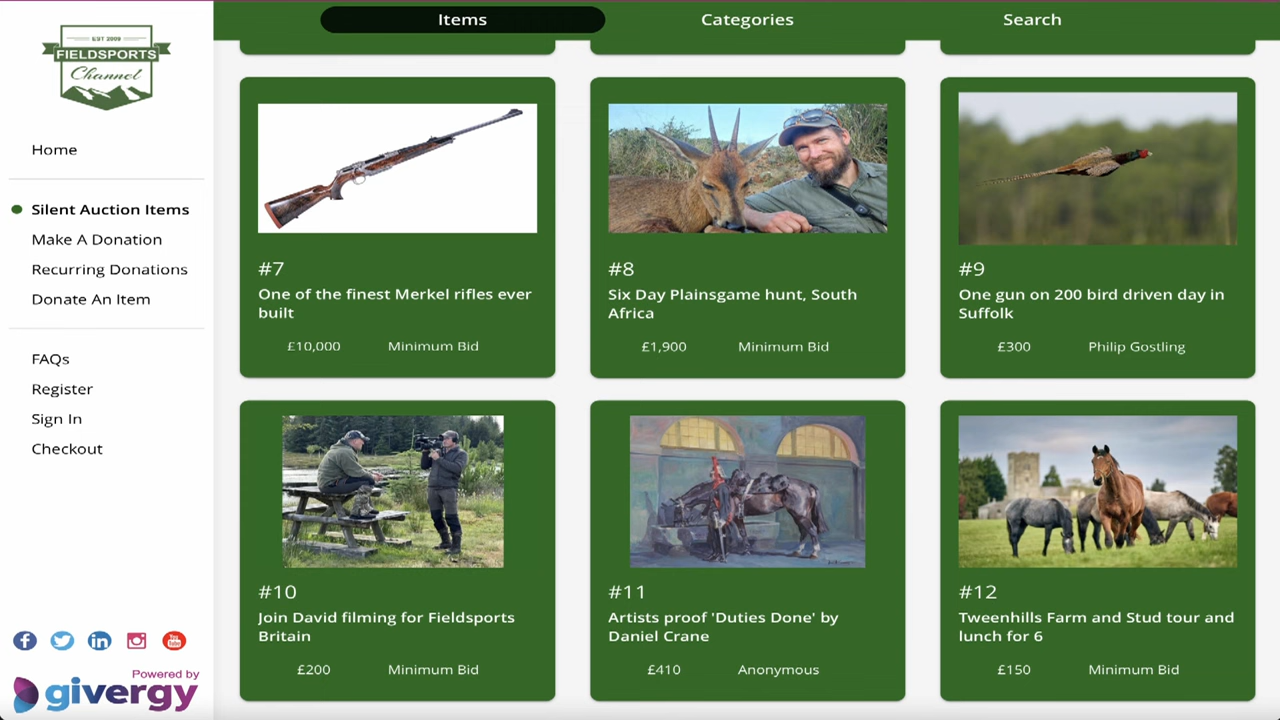 EST 2009
FIELDSPORTS
Channel
Home
Silent Auction Items
Make A Donation
Recurring Donations
Donate An Item
FAQs
Register
Sign In
Checkout
Powered by
givergy
Items Categories Search
#7
One of the finest Merkel rifles ever
built
£10,000 Minimum Bid
#8
Six Day Plainsgame hunt, South
Africa
£1,900 Minimum Bid
#9
One gun on 200 bird driven day in
Suffolk
£300 Philip Gostling
#10
Join David filming for Fieldsports
Britain
£200 Minimum Bid
#11
Artists proof 'Duties Done' by
Daniel Crane
£410 Anonymous
#12
Tweenhills Farm and Stud tour and
lunch for 6
£150 Minimum Bid